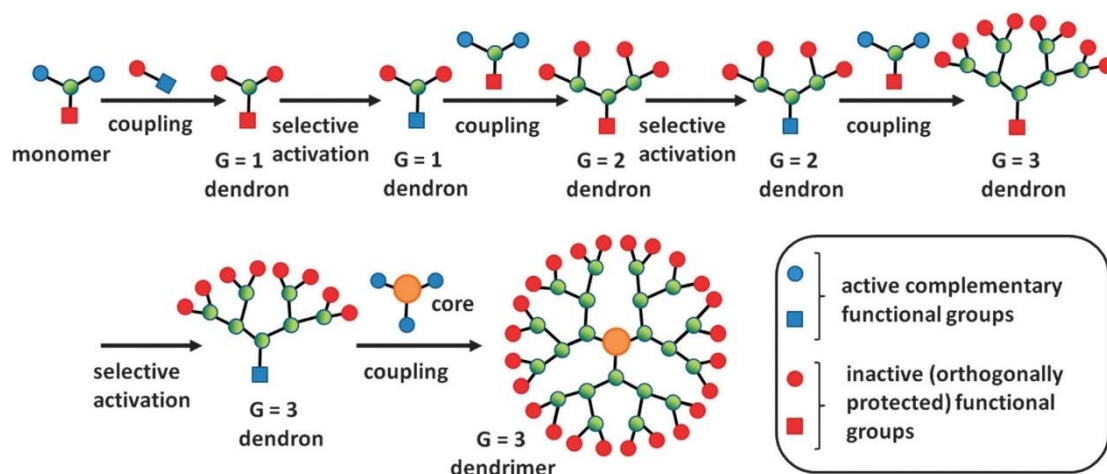 monomer
coupling
G = 1
dendron
selective
activation
G = 1
dendron
coupling
G = 2
dendron
selective
activation
G = 2
dendron
coupling
G = 3
dendron
selective
activation
G = 3
dendron
core
coupling
G = 3
dendrimer
active complementary
functional groups
inactive (orthogonally
protected) functional
groups